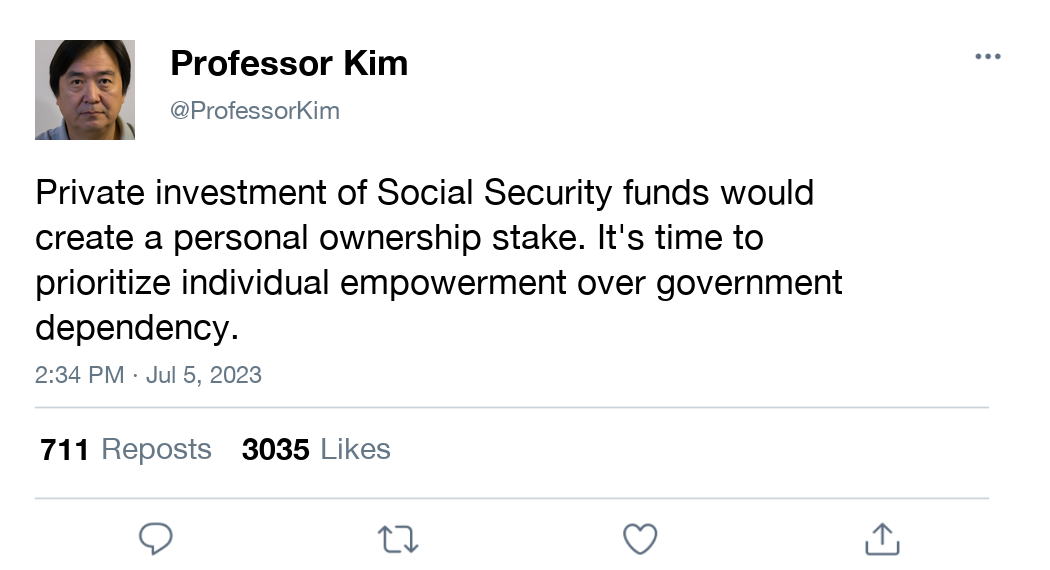 Professor Kim
@ProfessorKim
Private investment of Social Security funds would
create a personal ownership stake. It's time to
prioritize individual empowerment over government
dependency.
2:34 PM · Jul 5, 2023
711 Reposts 3035 Likes